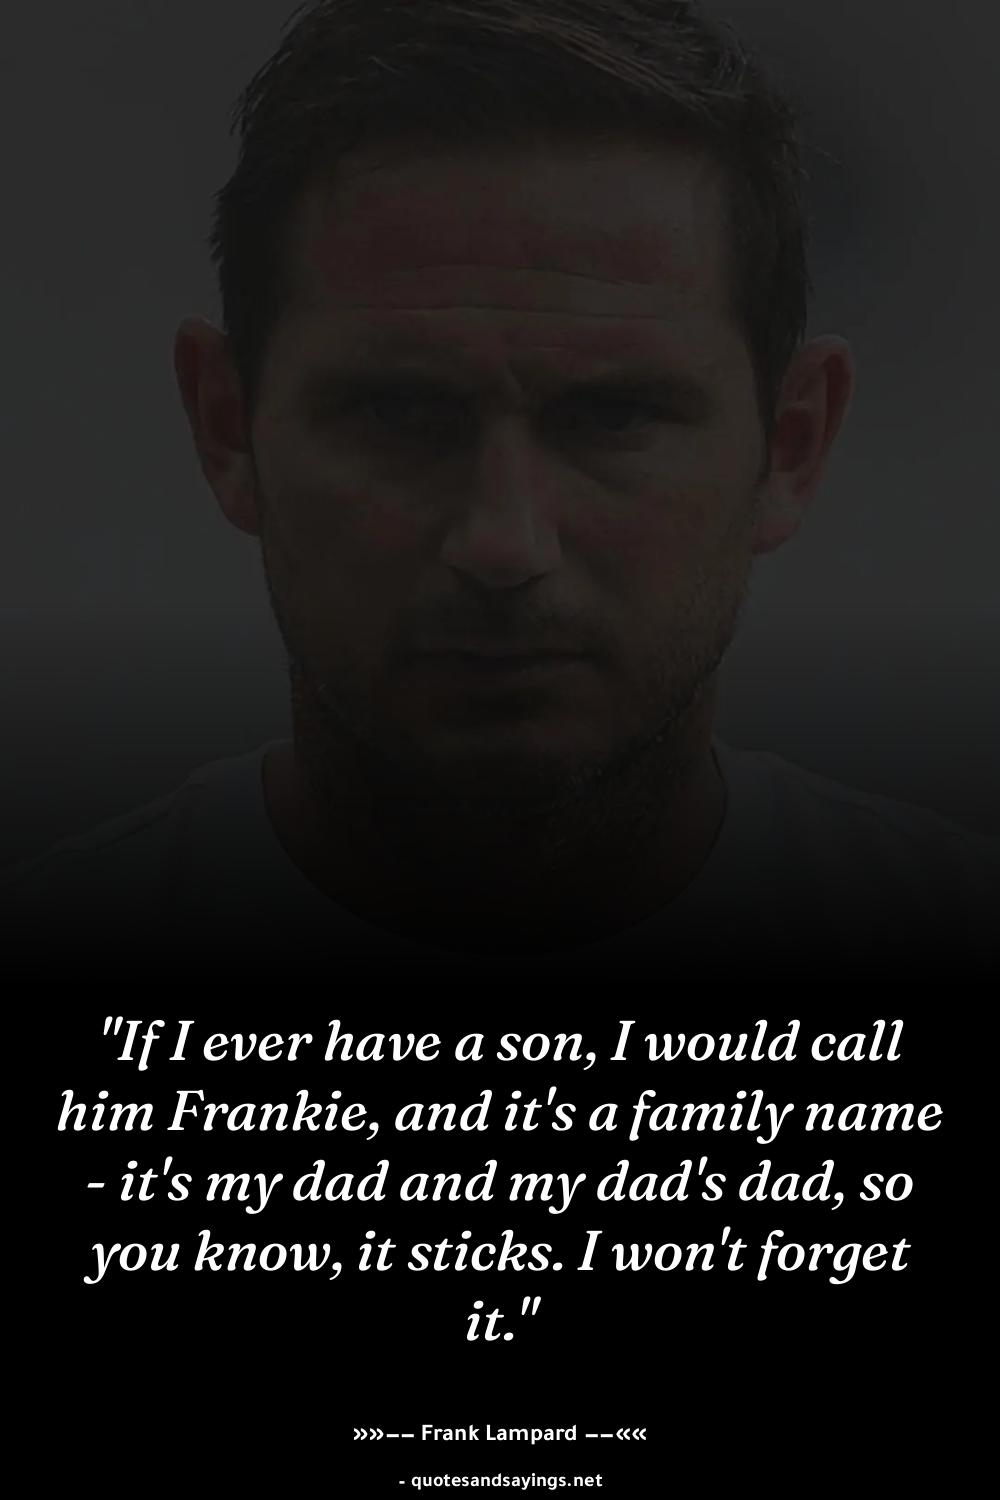 "If I ever have a son, I would call
him Frankie, and it's a family name
- it's my dad and my dad's dad, so
you know, it sticks. I won't forget
it."
»»-- Frank Lampard --««
- quotesandsayings.net